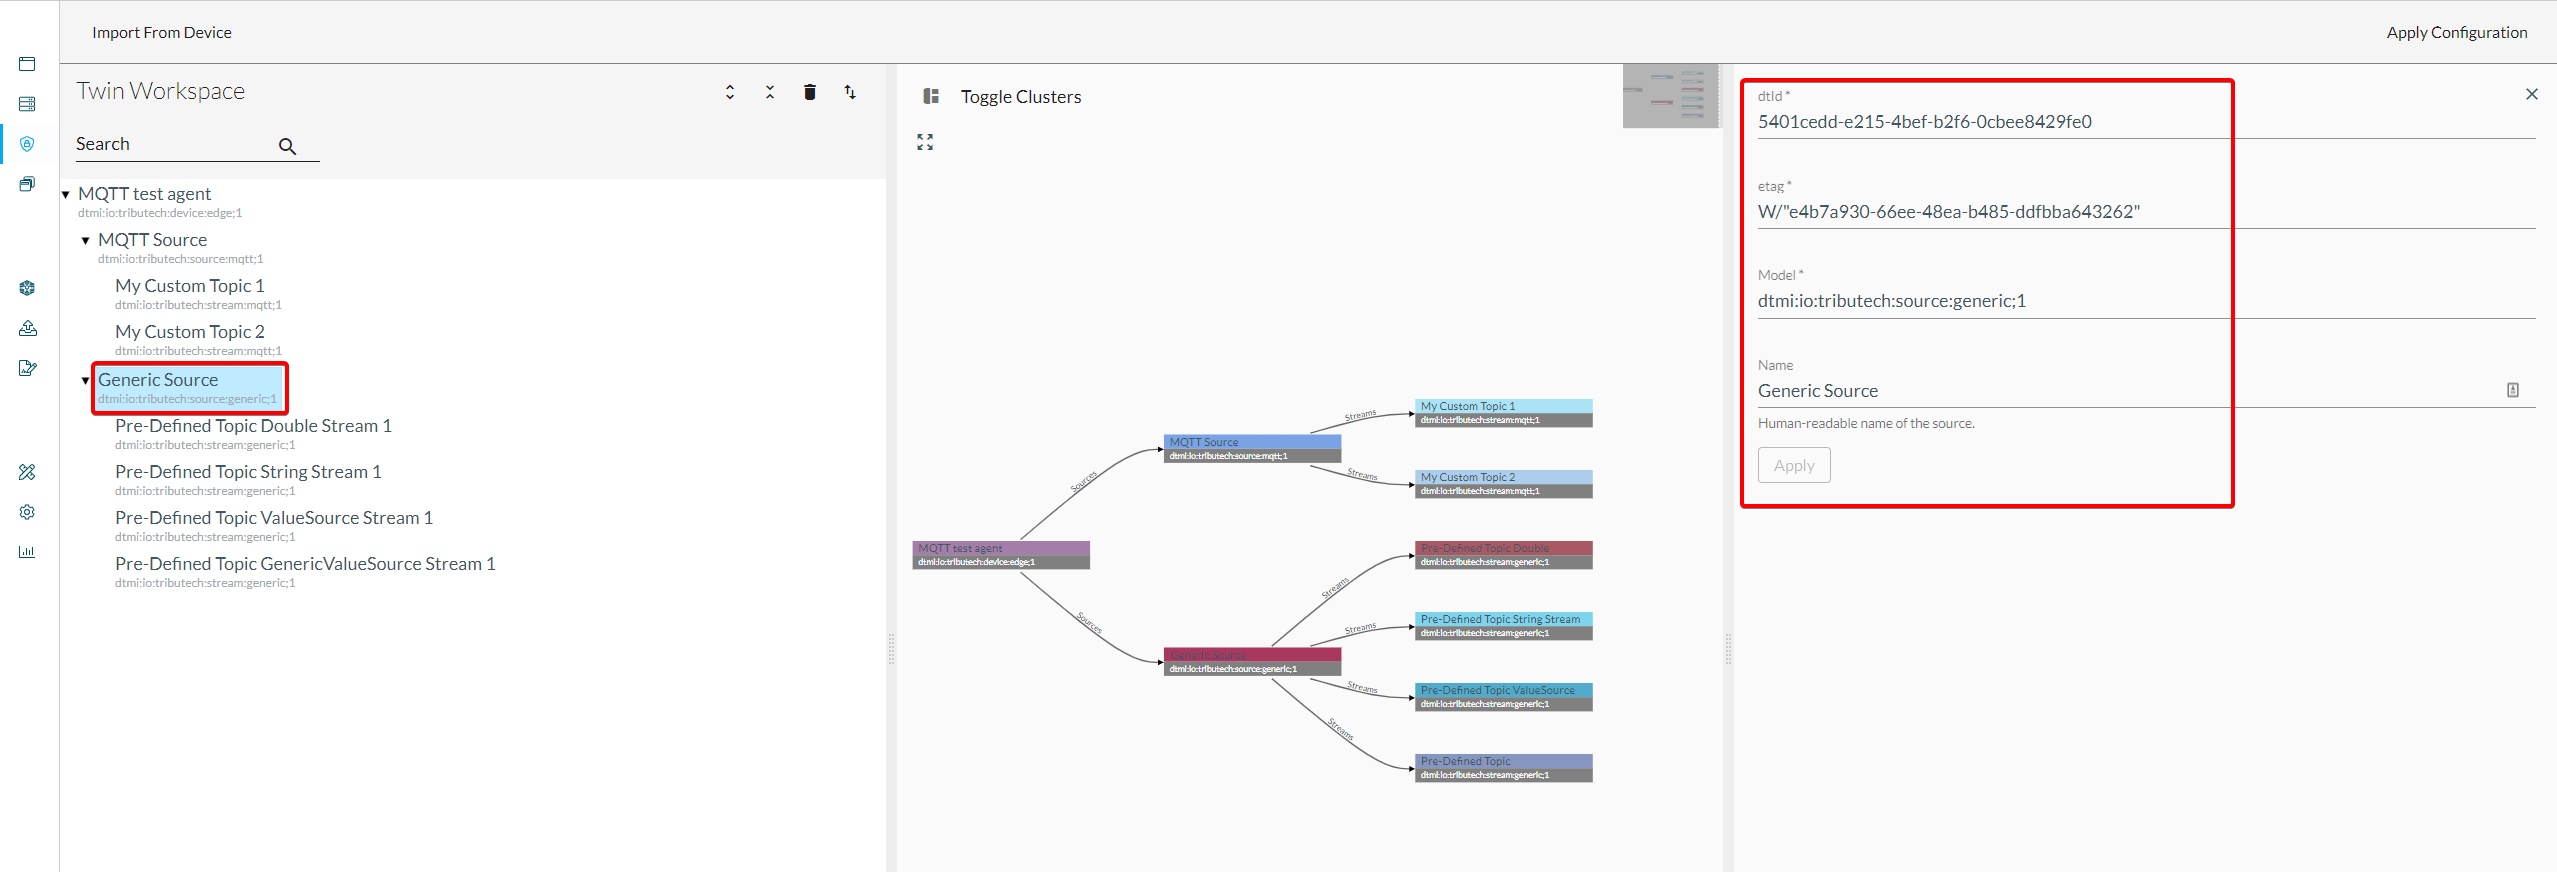 Import From Device
Apply Configuration
Twin Workspace
Search
MQTT test agent
dtmi:io:tributech:device:edge;1
MQTT Source
dtmi:io:tributech:source:mqtt;1
My Custom Topic 1
dtmi:io:tributech:stream:mqtt;1
My Custom Topic 2
dtmi:io:tributech:stream:mqtt;1
Generic Source
dtmi:io:tributech:source:generic;1
Pre-Defined Topic Double Stream 1
dtmi:io:tributech:stream:generic;1
Pre-Defined Topic String Stream 1
dtmi:io:tributech:stream:generic;1
Pre-Defined Topic ValueSource Stream 1
dtmi:io:tributech:stream:generic;1
Pre-Defined Topic GenericValueSource Stream 1
dtmi:io:tributech:stream:generic;1
Toggle Clusters
MQTT test agent
dtmi:io:tributech:device:edge;1
Sources
Sources
MQTT Source
dtmi:io:tributech:source:mqtt;1
Streams
Streams
My Custom Topic 1
dtmi:io:tributech:stream:mqtt;1
My Custom Topic 2
dtmi:io:tributech:stream:mqtt;1
Generic Source
dtmi:io:tributech:source:generic;1
Streams
Streams
Streams
Streams
Pre-Defined Topic Double
dtmi:io:tributech:stream:generic;1
Pre-Defined Topic String Stream
dtmi:io:tributech:stream:generic;1
Pre-Defined Topic ValueSource
dtmi:io:tributech:stream:generic;1
Pre-Defined Topic
dtmi:io:tributech:stream:generic;1
dtId *
5401cedd-e215-4bef-b2f6-0cbee8429fe0
etag *
W/"e4b7a930-66ee-48ea-b485-ddfbba643262"
Model *
dtmi:io:tributech:source:generic;1
Name
Generic Source
Human-readable name of the source.
Apply